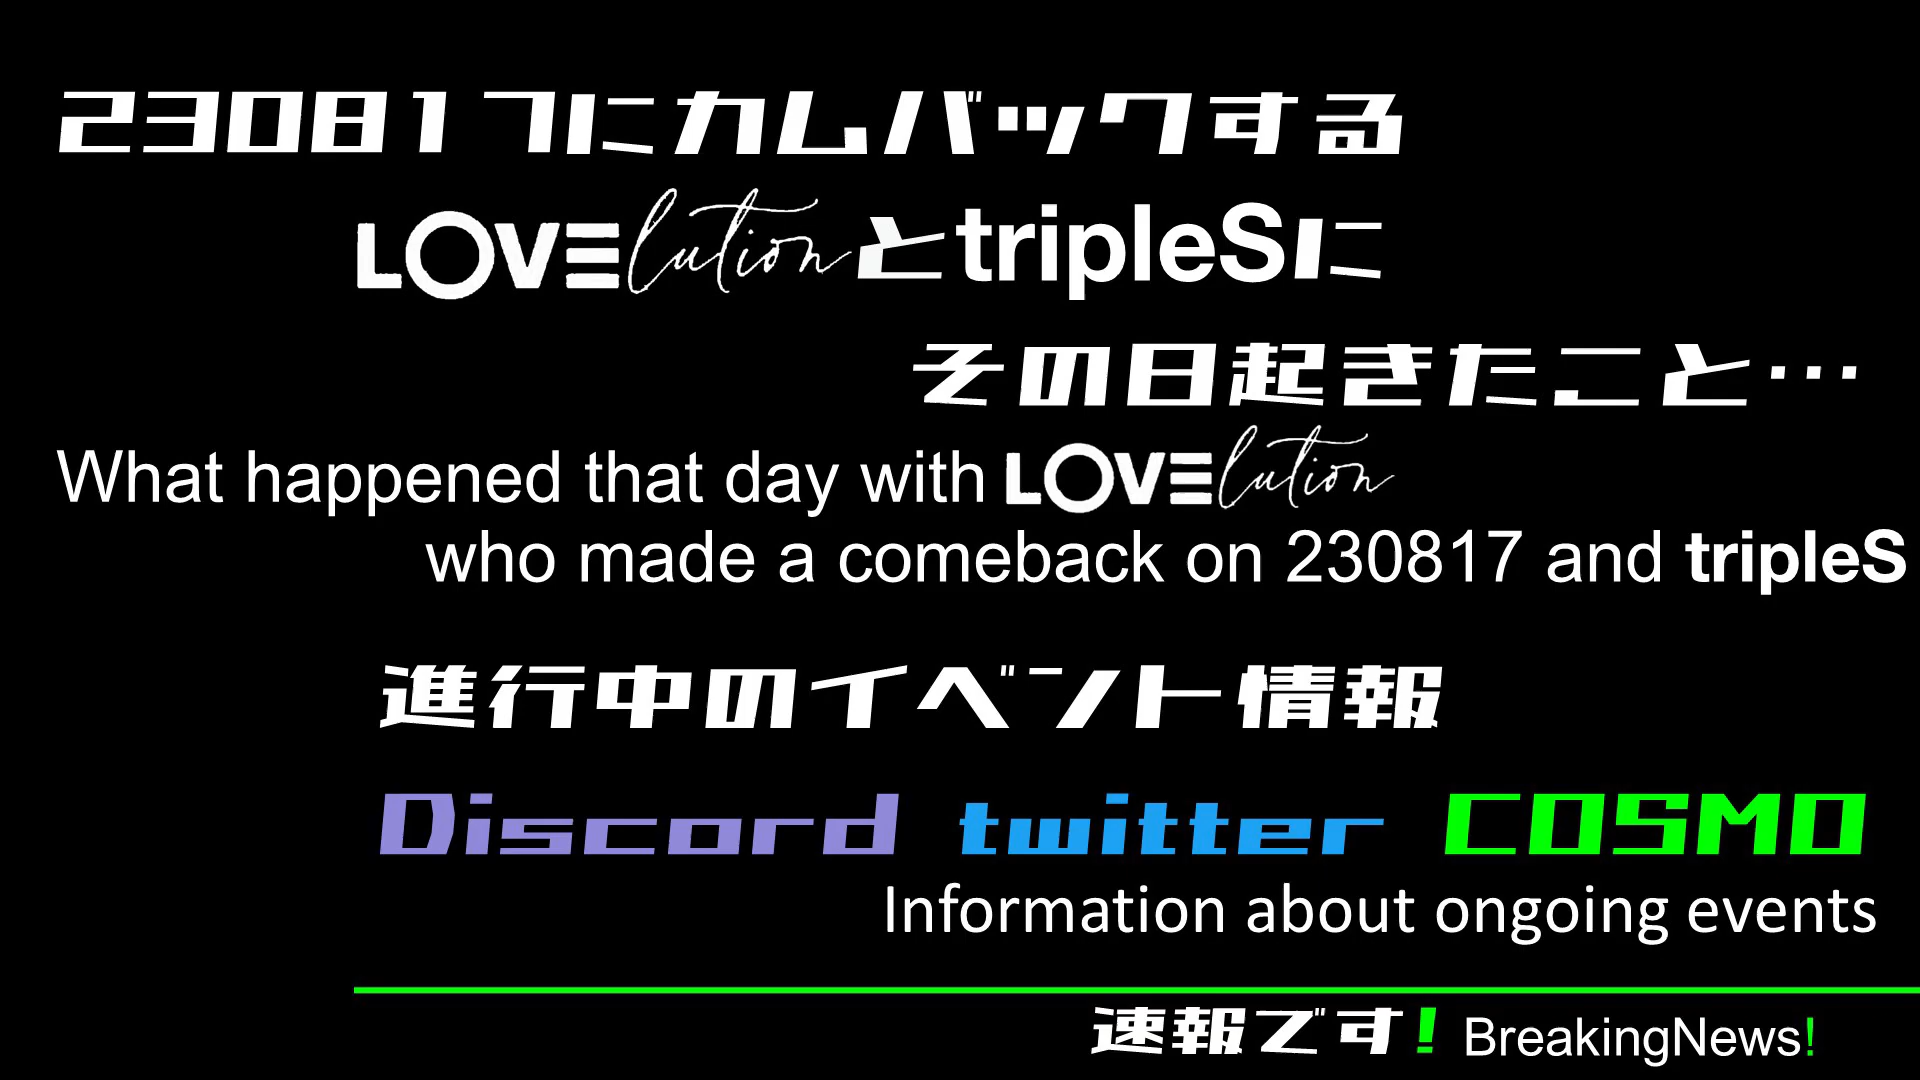 230817にカムバックする
LOVElutionとtripleSに
その日起きたこと…
What happened that day with LOVElution
who made a comeback on 230817 and tripleS
進行中のイベント情報
Discord twitter COSMO
Information about ongoing events
速報です! BreakingNews!